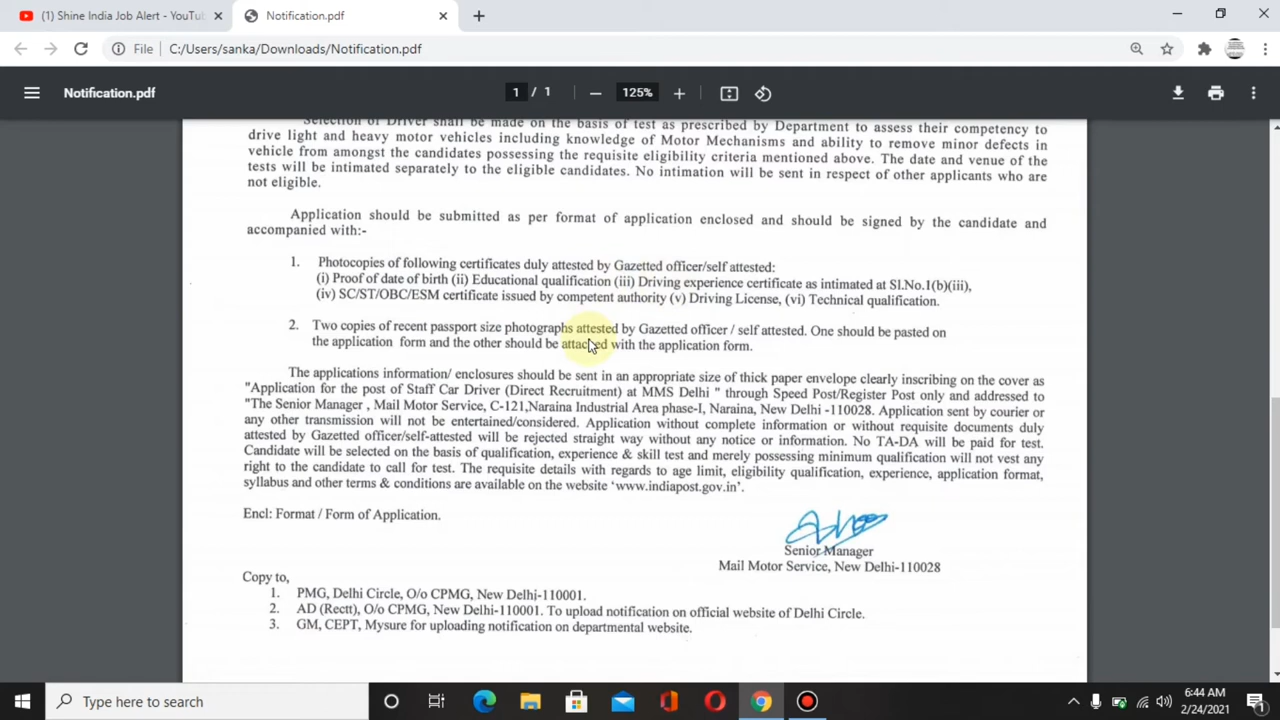 (1) Shine India Job Alert - YouTu
Notification.pdf
File
C:/Users/sanka/Downloads/Notification.pdf
Notification.pdf
1 / 1
125%
Selection of Driver shall be made on the basis of test as prescribed by Department to assess their competency to
drive light and heavy motor vehicles including knowledge of Motor Mechanisms and ability to remove minor defects in
vehicle from amongst the candidates possessing the requisite eligibility criteria mentioned above. The date and venue of the
tests will be intimated separately to the eligible candidates. No intimation will be sent in respect of other applicants who are
not eligible.
Application should be submitted as per format of application enclosed and should be signed by the candidate and
accompanied with:-
1. Photocopies of following certificates duly attested by Gazetted officer/self attested:
(i) Proof of date of birth (ii) Educational qualification (iii) Driving experience certificate as intimated at Sl.No.1(b)(iii),
(iv) SC/ST/OBC/ESM certificate issued by competent authority (v) Driving License, (vi) Technical qualification.
2. Two copies of recent passport size photographs attested by Gazetted officer / self attested. One should be pasted on
the application form and the other should be attached with the application form.
The applications information/ enclosures should be sent in an appropriate size of thick paper envelope clearly inscribing on the cover as
"Application for the post of Staff Car Driver (Direct Recruitment) at MMS Delhi " through Speed Post/Register Post only and addressed to
"The Senior Manager , Mail Motor Service, C-121,Naraina Industrial Area phase-I, Naraina, New Delhi -110028. Application sent by courier or
any other transmission will not be entertained/considered. Application without complete information or without requisite documents duly
attested by Gazetted officer/self-attested will be rejected straight way without any notice or information. No TA-DA will be paid for test.
Candidate will be selected on the basis of qualification, experience & skill test and merely possessing minimum qualification will not vest any
right to the candidate to call for test. The requisite details with regards to age limit, eligibility qualification, experience, application format,
syllabus and other terms & conditions are available on the website 'www.indiapost.gov.in'.
Encl: Format / Form of Application.
Senior Manager
Mail Motor Service, New Delhi-110028
Copy to,
1. PMG, Delhi Circle, O/o CPMG, New Delhi-110001.
2. AD (Rectt), O/o CPMG, New Delhi-110001. To upload notification on official website of Delhi Circle.
3. GM, CEPT, Mysure for uploading notification on departmental website.
Type here to search
6:44 AM
2/24/2021